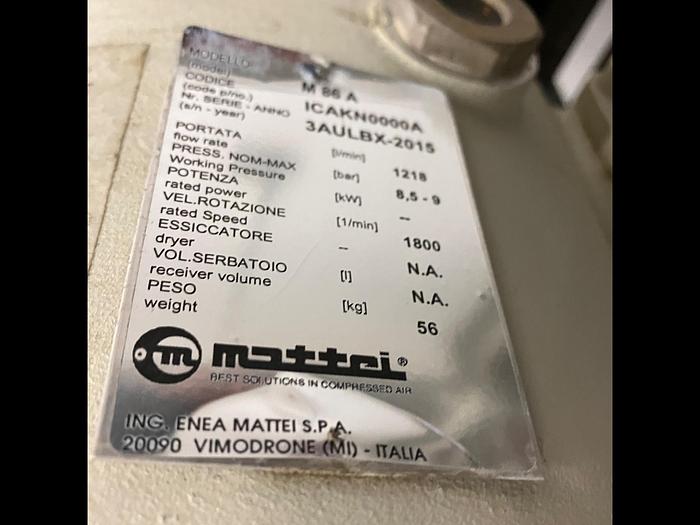 MODELLO
(model) M 86 A
CODICE
(code p/no.) ICAKN0000A
Nr. SERIE - ANNO
(s/n - year) 3AULBX-2015
PORTATA
flow rate [l/min] 1218
PRESS. NOM-MAX
Working Pressure [bar] 8,5 - 9
POTENZA
rated power [kW] --
VEL.ROTAZIONE
rated Speed [1/min] 1800
ESSICCATORE
dryer -- N.A.
VOL.SERBATOIO
receiver volume [l] N.A.
PESO
weight [kg] 56
m mattei®
BEST SOLUTIONS IN COMPRESSED AIR
ING. ENEA MATTEI S.P.A.
20090 VIMODRONE (MI) - ITALIA